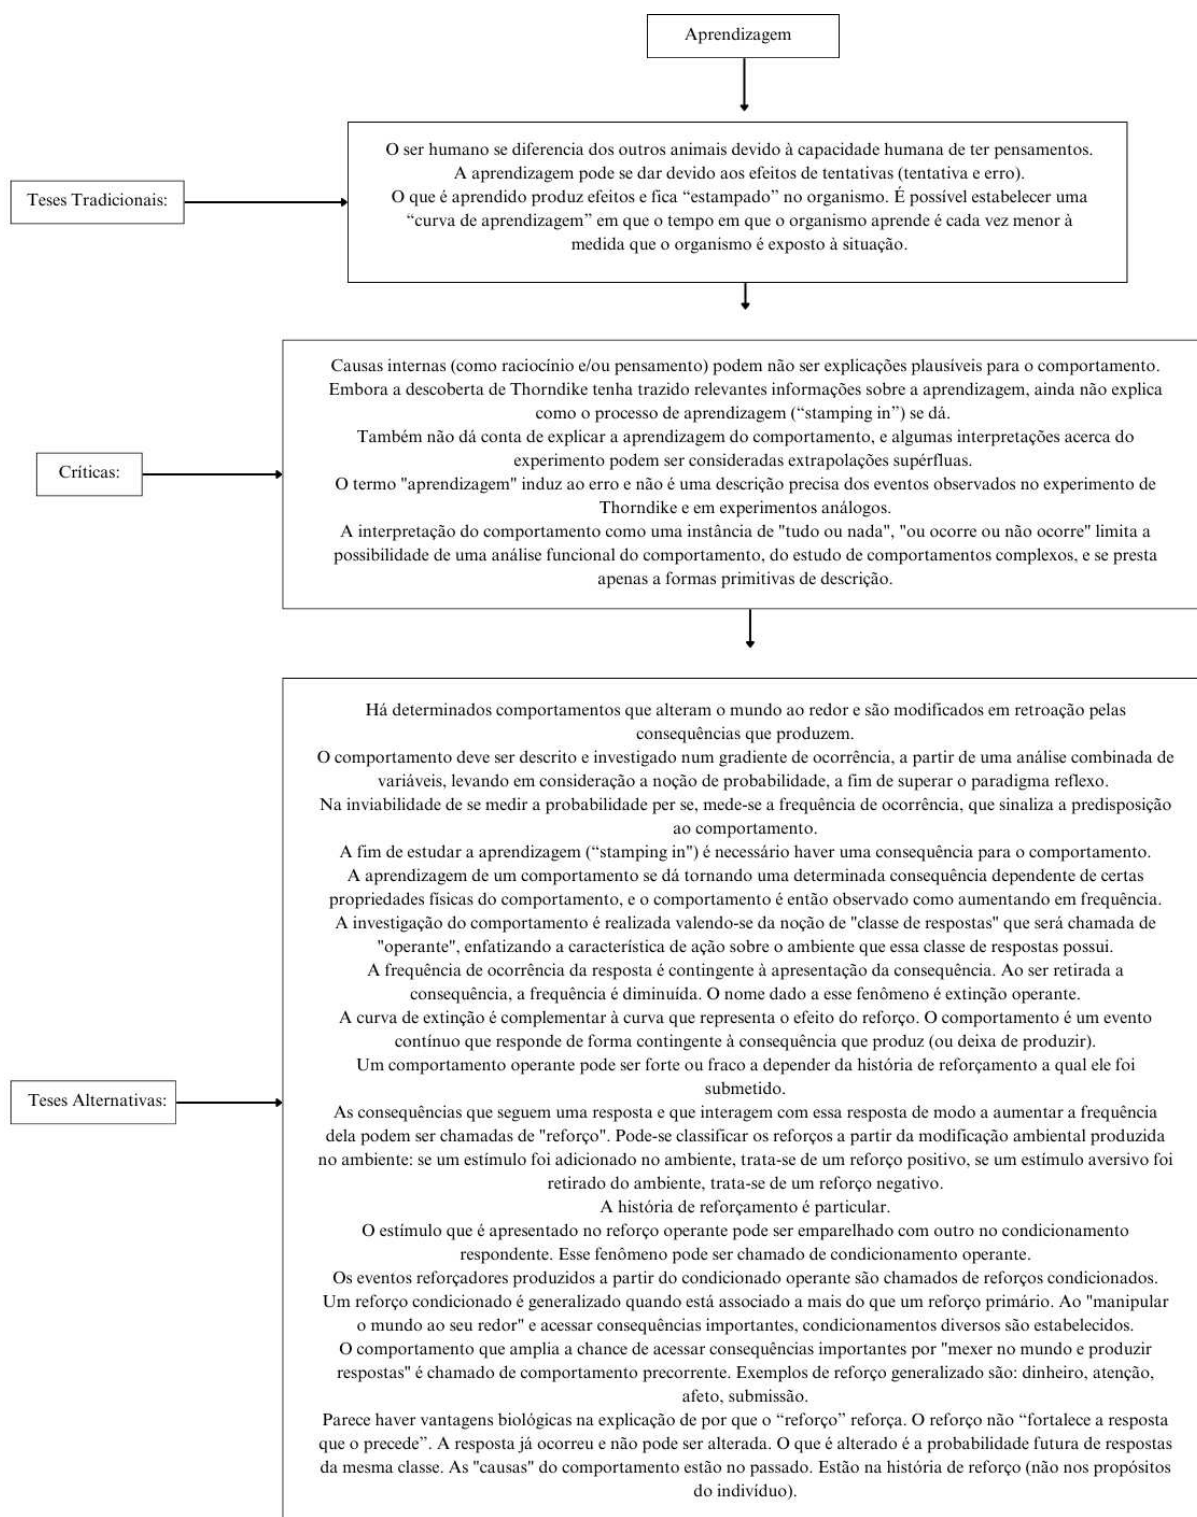 Aprendizagem
Teses Tradicionais:
O ser humano se diferencia dos outros animais devido à capacidade humana de ter pensamentos.
A aprendizagem pode se dar devido aos efeitos de tentativas (tentativa e erro).
O que é aprendido produz efeitos e fica “estampado” no organismo. É possível estabelecer uma
“curva de aprendizagem” em que o tempo em que o organismo aprende é cada vez menor à
medida que o organismo é exposto à situação.
Críticas:
Causas internas (como raciocínio e/ou pensamento) podem não ser explicações plausíveis para o comportamento.
Embora a descoberta de Thorndike tenha trazido relevantes informações sobre a aprendizagem, ainda não explica
como o processo de aprendizagem (“stamping in”) se dá.
Também não dá conta de explicar a aprendizagem do comportamento, e algumas interpretações acerca do
experimento podem ser consideradas extrapolações supérfluas.
O termo "aprendizagem" induz ao erro e não é uma descrição precisa dos eventos observados no experimento de
Thorndike e em experimentos análogos.
A interpretação do comportamento como uma instância de "tudo ou nada", "ou ocorre ou não ocorre" limita a
possibilidade de uma análise funcional do comportamento, do estudo de comportamentos complexos, e se presta
apenas a formas primitivas de descrição.
Teses Alternativas:
Há determinados comportamentos que alteram o mundo ao redor e são modificados em retroação pelas
consequências que produzem.
O comportamento deve ser descrito e investigado num gradiente de ocorrência, a partir de uma análise combinada de
variáveis, levando em consideração a noção de probabilidade, a fim de superar o paradigma reflexo.
Na inviabilidade de se medir a probabilidade per se, mede-se a frequência de ocorrência, que sinaliza a predisposição
ao comportamento.
A fim de estudar a aprendizagem (“stamping in") é necessário haver uma consequência para o comportamento.
A aprendizagem de um comportamento se dá tornando uma determinada consequência dependente de certas
propriedades físicas do comportamento, e o comportamento é então observado como aumentando em frequência.
A investigação do comportamento é realizada valendo-se da noção de "classe de respostas" que será chamada de
"operante", enfatizando a característica de ação sobre o ambiente que essa classe de respostas possui.
A frequência de ocorrência da resposta é contingente à apresentação da consequência. Ao ser retirada a
consequência, a frequência é diminuída. O nome dado a esse fenômeno é extinção operante.
A curva de extinção é complementar à curva que representa o efeito do reforço. O comportamento é um evento
contínuo que responde de forma contingente à consequência que produz (ou deixa de produzir).
Um comportamento operante pode ser forte ou fraco a depender da história de reforçamento a qual ele foi
submetido.
As consequências que seguem uma resposta e que interagem com essa resposta de modo a aumentar a frequência
dela podem ser chamadas de "reforço". Pode-se classificar os reforços a partir da modificação ambiental produzida
no ambiente: se um estímulo foi adicionado no ambiente, trata-se de um reforço positivo, se um estímulo aversivo foi
retirado do ambiente, trata-se de um reforço negativo.
A história de reforçamento é particular.
O estímulo que é apresentado no reforço operante pode ser emparelhado com outro no condicionamento
respondente. Esse fenômeno pode ser chamado de condicionamento operante.
Os eventos reforçadores produzidos a partir do condicionado operante são chamados de reforços condicionados.
Um reforço condicionado é generalizado quando está associado a mais do que um reforço primário. Ao "manipular
o mundo ao seu redor" e acessar consequências importantes, condicionamentos diversos são estabelecidos.
O comportamento que amplia a chance de acessar consequências importantes por "mexer no mundo e produzir
respostas" é chamado de comportamento precorrente. Exemplos de reforço generalizado são: dinheiro, atenção,
afeto, submissão.
Parece haver vantagens biológicas na explicação de por que o “reforço” reforça. O reforço não “fortalece a resposta
que o precede”. A resposta já ocorreu e não pode ser alterada. O que é alterado é a probabilidade futura de respostas
da mesma classe. As "causas" do comportamento estão no passado. Estão na história de reforço (não nos propósitos
do indivíduo).